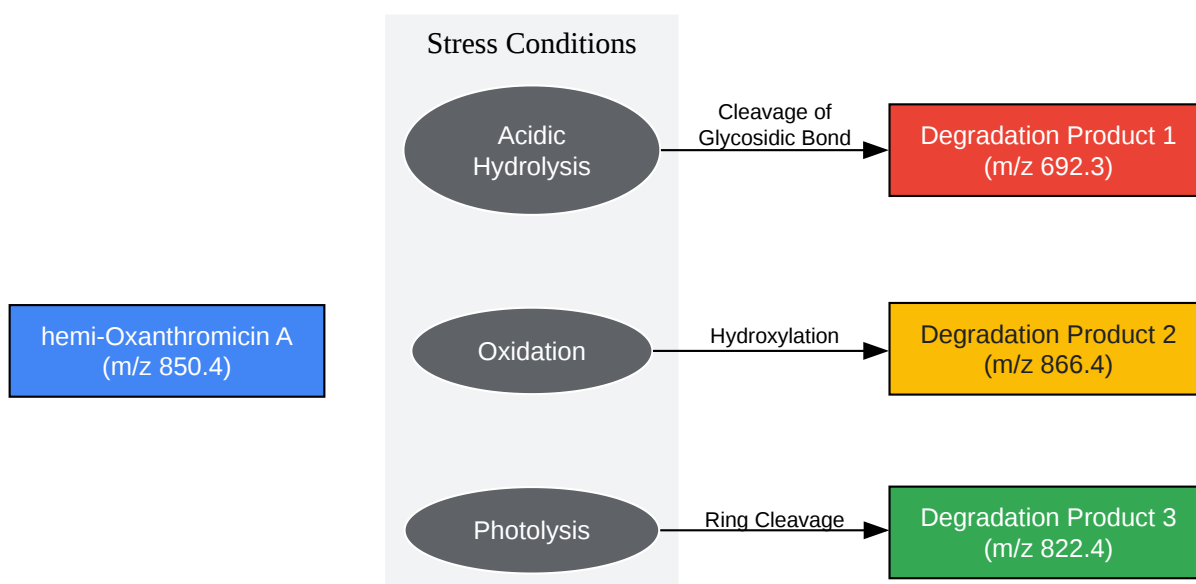 Stress Conditions
Acidic
Hydrolysis
Cleavage of
Glycosidic Bond
Degradation Product 1
(m/z 692.3)
hemi-Oxanthromicin A
(m/z 850.4)
Oxidation
Hydroxylation
Degradation Product 2
(m/z 866.4)
Photolysis
Ring Cleavage
Degradation Product 3
(m/z 822.4)